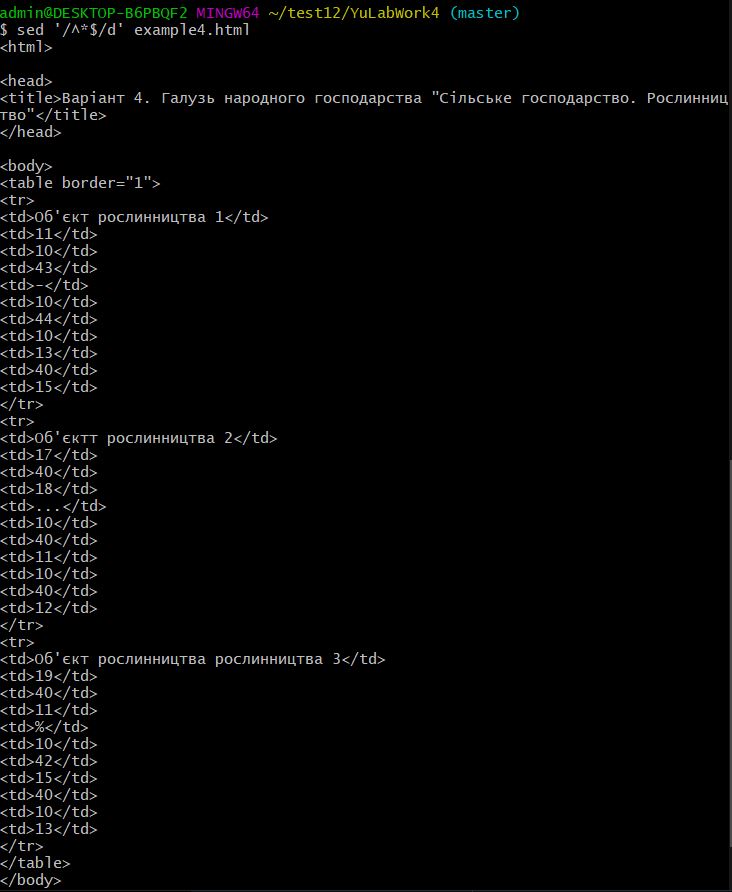 admin@DESKTOP-B6PBQF2 MINGW64 ~/test12/YuLabWork4 (master)
$ sed '/^*$/d' example4.html
<html>

<head>
<title>Варіант 4. Галузь народного господарства "Сільське господарство. Рослинниц
тво"</title>
</head>

<body>
<table border="1">
<tr>
<td>Об'єкт рослинництва 1</td>
<td>11</td>
<td>10</td>
<td>43</td>
<td>-</td>
<td>10</td>
<td>44</td>
<td>10</td>
<td>13</td>
<td>40</td>
<td>15</td>
</tr>
<tr>
<td>Об'єктт рослинництва 2</td>
<td>17</td>
<td>40</td>
<td>18</td>
<td>...</td>
<td>10</td>
<td>40</td>
<td>11</td>
<td>10</td>
<td>40</td>
<td>12</td>
</tr>
<tr>
<td>Об'єкт рослинництва рослинництва 3</td>
<td>19</td>
<td>40</td>
<td>11</td>
<td>%</td>
<td>10</td>
<td>42</td>
<td>15</td>
<td>40</td>
<td>10</td>
<td>13</td>
</tr>
</table>
</body>